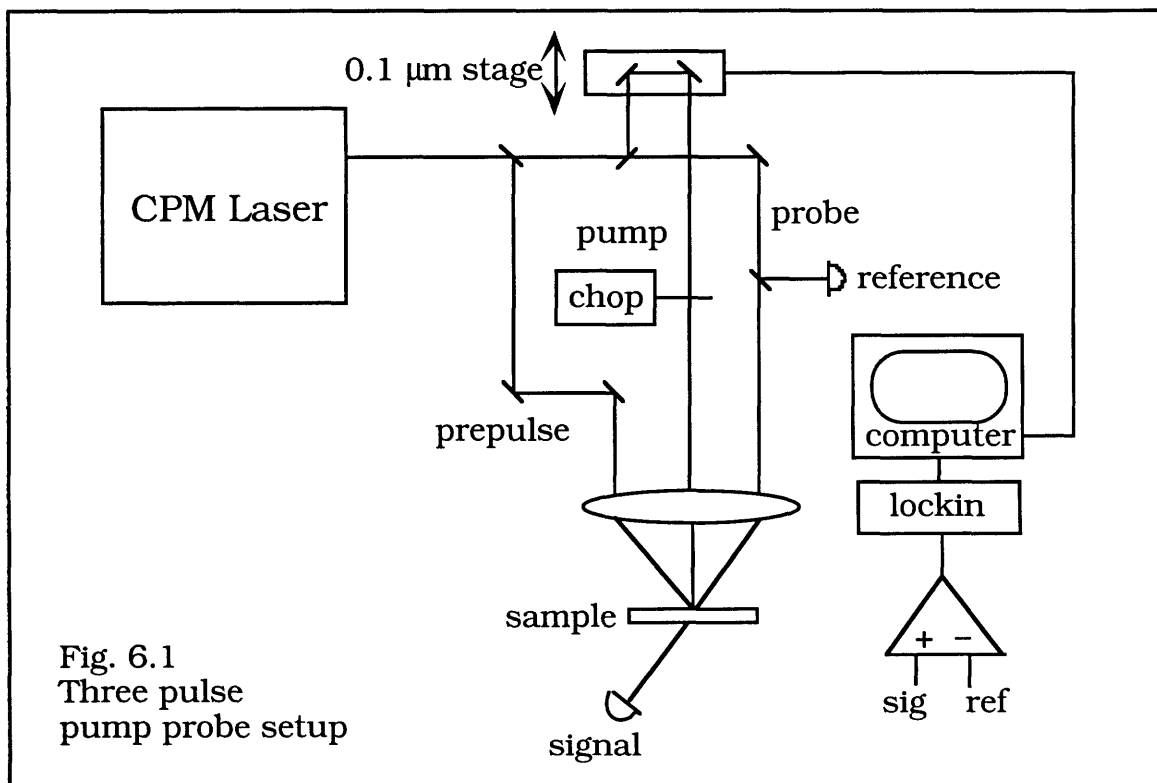 0.1 µm stage
CPM Laser
probe
pump
chop
reference
prepulse
computer
lockin
sample
+ −
sig ref
signal
Fig. 6.1
Three pulse
pump probe setup